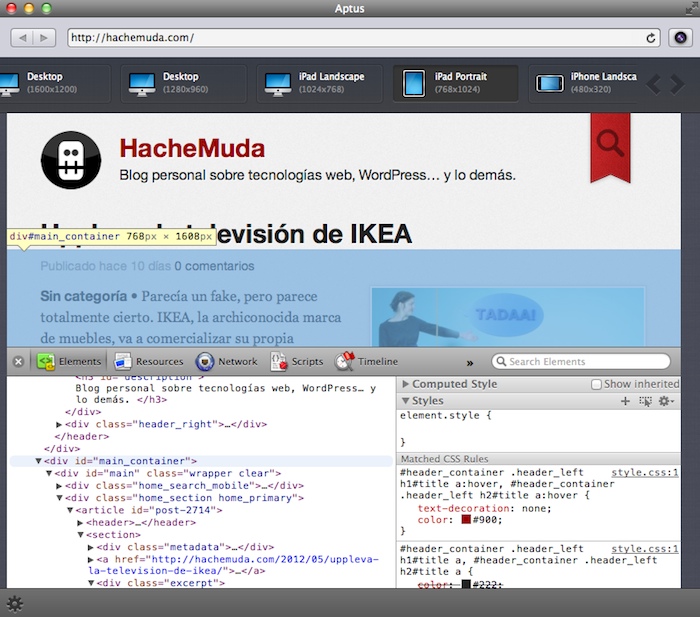 Aptus
http://hachemuda.com/
Desktop
(1600x1200)
Desktop
(1280x960)
iPad Landscape
(1024x768)
iPad Portrait
(768x1024)
iPhone Landsca
(480x320)
HacheMuda
Blog personal sobre tecnologías web, WordPress… y lo demás.
div#main_container 768px × 1608px
levisión de IKEA
Publicado hace 10 días 0 comentarios
Sin categoría • Parecía un fake, pero parece
totalmente cierto. IKEA, la archiconocida marca
de muebles, va a comercializar su propia
TADAA!
Elements
Resources
Network
Scripts
Timeline
»
Search Elements
<h3 id="description">
Blog personal sobre tecnologías web, WordPress… y
lo demás. </h3>
</div>
▶<div class="header_right">…</div>
</header>
</div>
▼<div id="main_container">
▼<div id="main" class="wrapper clear">
▶<div class="home_search_mobile">…</div>
▼<div class="home_section home_primary">
▼<article id="post-2714">
▶<header>…</header>
▼<section>
▶<div class="metadata">…</div>
▶<a href="http://hachemuda.com/2012/05/uppleva-
la-television-de-ikea/">…</a>
▼<div class="excerpt">
▶ Computed Style
Show inherited
▼ Styles
element.style {
}
Matched CSS Rules
#header_container .header_left
style.css:1
h1#title a:hover, #header_container
.header_left h2#title a:hover {
text-decoration: none;
color: #900;
}
#header_container .header_left
style.css:1
h1#title a, #header_container .header_left
h2#title a {
color: #222;